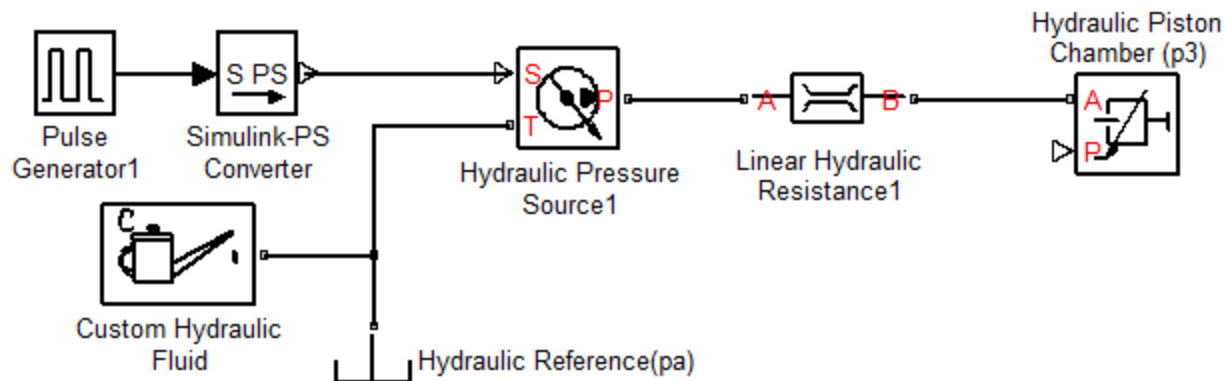 Hydraulic Piston
Chamber (p3)
S PS
S
P
T
A
B
A
P
Pulse
Generator1
Simulink-PS
Converter
Hydraulic Pressure
Source1
Linear Hydraulic
Resistance1
C
Custom Hydraulic
Fluid
Hydraulic Reference(pa)